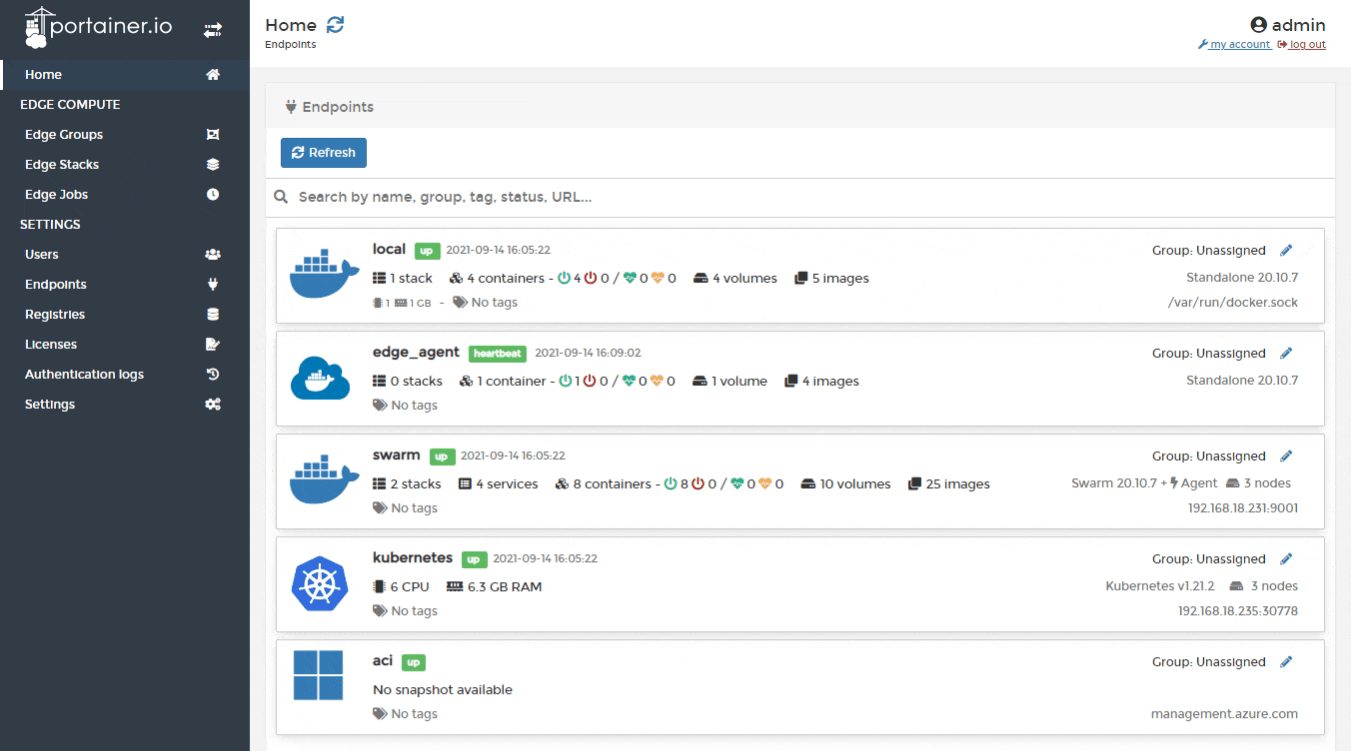 portainer.io
Home
EDGE COMPUTE
Edge Groups
Edge Stacks
Edge Jobs
SETTINGS
Users
Endpoints
Registries
Licenses
Authentication logs
Settings
Home
Endpoints
admin
my account log out
Endpoints
Refresh
Search by name, group, tag, status, URL...
local up 2021-09-14 16:05:22 Group: Unassigned
1 stack 4 containers - 4 0 / 0 0 4 volumes 5 images Standalone 20.10.7
1 1 GB - No tags /var/run/docker.sock
edge_agent heartbeat 2021-09-14 16:09:02 Group: Unassigned
0 stacks 1 container - 1 0 / 0 0 1 volume 4 images Standalone 20.10.7
No tags
swarm up 2021-09-14 16:05:22 Group: Unassigned
2 stacks 4 services 8 containers - 8 0 / 0 0 10 volumes 25 images Swarm 20.10.7 + Agent 3 nodes
No tags 192.168.18.231:9001
kubernetes up 2021-09-14 16:05:22 Group: Unassigned
6 CPU 6.3 GB RAM Kubernetes v1.21.2 3 nodes
No tags 192.168.18.235:30778
aci up Group: Unassigned
No snapshot available
No tags management.azure.com